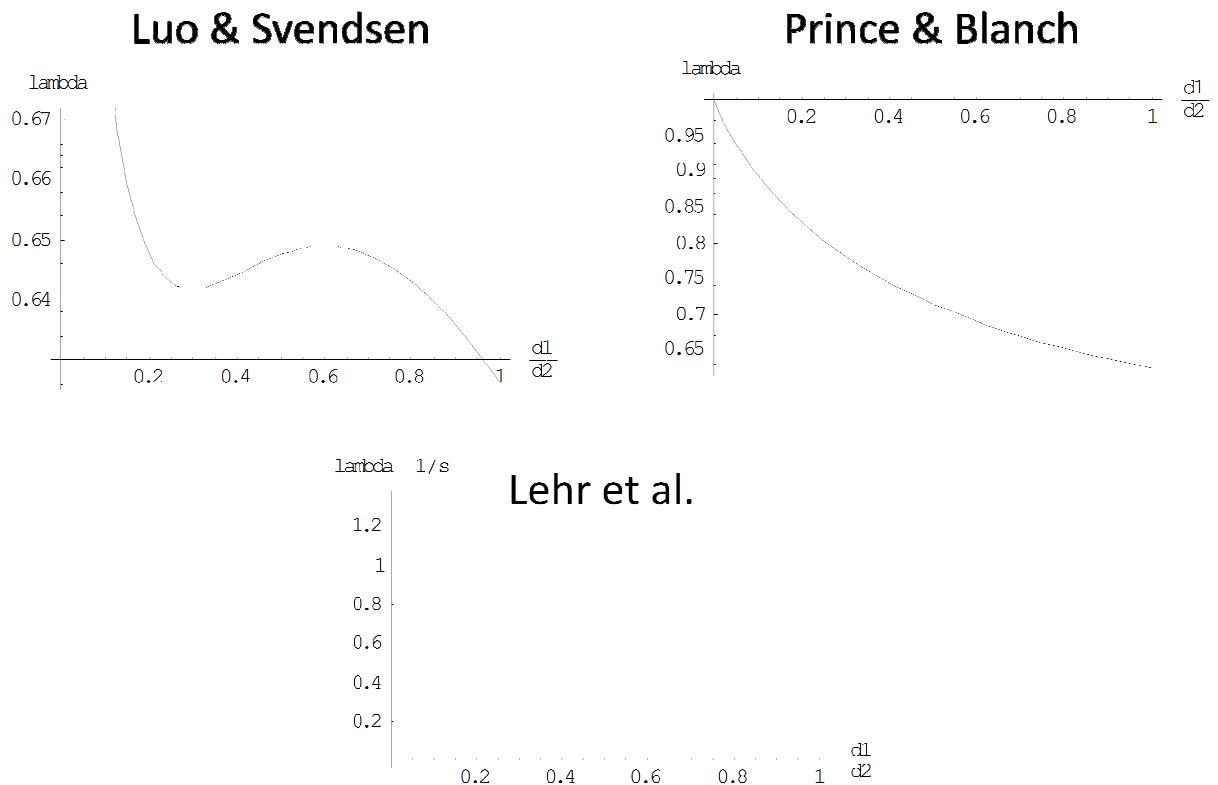 Luo & Svendsen
lambda
0.67
0.66
0.65
0.64
0.2 0.4 0.6 0.8 1
d1
d2
Prince & Blanch
lambda
d1
d2
0.2 0.4 0.6 0.8 1
0.95
0.9
0.85
0.8
0.75
0.7
0.65
lambda 1/s
Lehr et al.
1.2
1
0.8
0.6
0.4
0.2
d1
d2
0.2 0.4 0.6 0.8 1